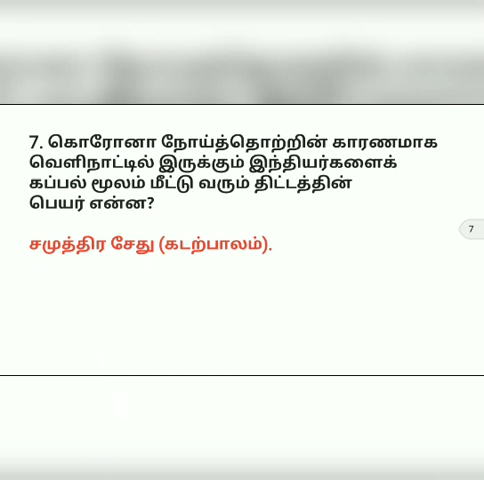 7. கொரோனா நோய்த்தொற்றின் காரணமாக
வெளிநாட்டில் இருக்கும் இந்தியர்களைக்
கப்பல் மூலம் மீட்டு வரும் திட்டத்தின்
பெயர் என்ன?
சமுத்திர சேது (கடற்பாலம்).
7